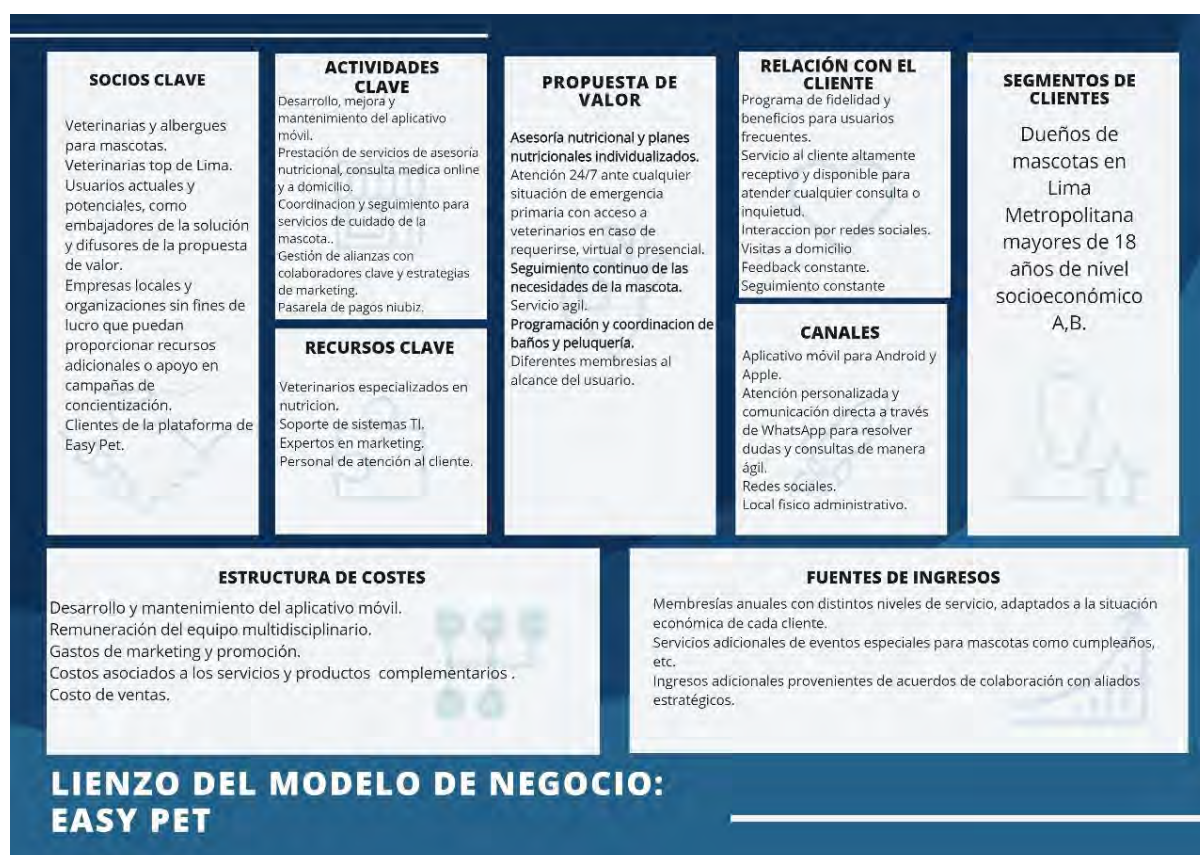 SOCIOS CLAVE
Veterinarias y albergues
para mascotas.
Veterinarias top de Lima.
Usuarios actuales y
potenciales, como
embajadores de la solución
y difusores de la propuesta
de valor.
Empresas locales y
organizaciones sin fines de
lucro que puedan
proporcionar recursos
adicionales o apoyo en
campañas de
concientización.
Clientes de la plataforma de
Easy Pet.
ACTIVIDADES
CLAVE
Desarrollo, mejora y
mantenimiento del aplicativo
móvil.
Prestación de servicios de asesoría
nutricional, consulta medica online
y a domicilio.
Coordinacion y seguimiento para
servicios de cuidado de la
mascota..
Gestión de alianzas con
colaboradores clave y estrategias
de marketing.
Pasarela de pagos niubiz.
RECURSOS CLAVE
Veterinarios especializados en
nutricion.
Soporte de sistemas TI.
Expertos en marketing.
Personal de atención al cliente.
PROPUESTA DE
VALOR
Asesoría nutricional y planes
nutricionales individualizados.
Atención 24/7 ante cualquier
situación de emergencia
primaria con acceso a
veterinarios en caso de
requerirse, virtual o presencial.
Seguimiento continuo de las
necesidades de la mascota.
Servicio agil.
Programación y coordinacion de
baños y peluquería.
Diferentes membresias al
alcance del usuario.
RELACIÓN CON EL
CLIENTE
Programa de fidelidad y
beneficios para usuarios
frecuentes.
Servicio al cliente altamente
receptivo y disponible para
atender cualquier consulta o
inquietud.
Interaccion por redes sociales.
Visitas a domicilio
Feedback constante.
Seguimiento constante
CANALES
Aplicativo móvil para Android y
Apple.
Atención personalizada y
comunicación directa a través
de WhatsApp para resolver
dudas y consultas de manera
ágil.
Redes sociales.
Local fisico administrativo.
SEGMENTOS DE
CLIENTES
Dueños de
mascotas en
Lima
Metropolitana
mayores de 18
años de nivel
socioeconómico
A,B.
ESTRUCTURA DE COSTES
Desarrollo y mantenimiento del aplicativo móvil.
Remuneración del equipo multidisciplinario.
Gastos de marketing y promoción.
Costos asociados a los servicios y productos complementarios .
Costo de ventas.
FUENTES DE INGRESOS
Membresías anuales con distintos niveles de servicio, adaptados a la situación
económica de cada cliente.
Servicios adicionales de eventos especiales para mascotas como cumpleaños,
etc.
Ingresos adicionales provenientes de acuerdos de colaboración con aliados
estratégicos.
LIENZO DEL MODELO DE NEGOCIO:
EASY PET